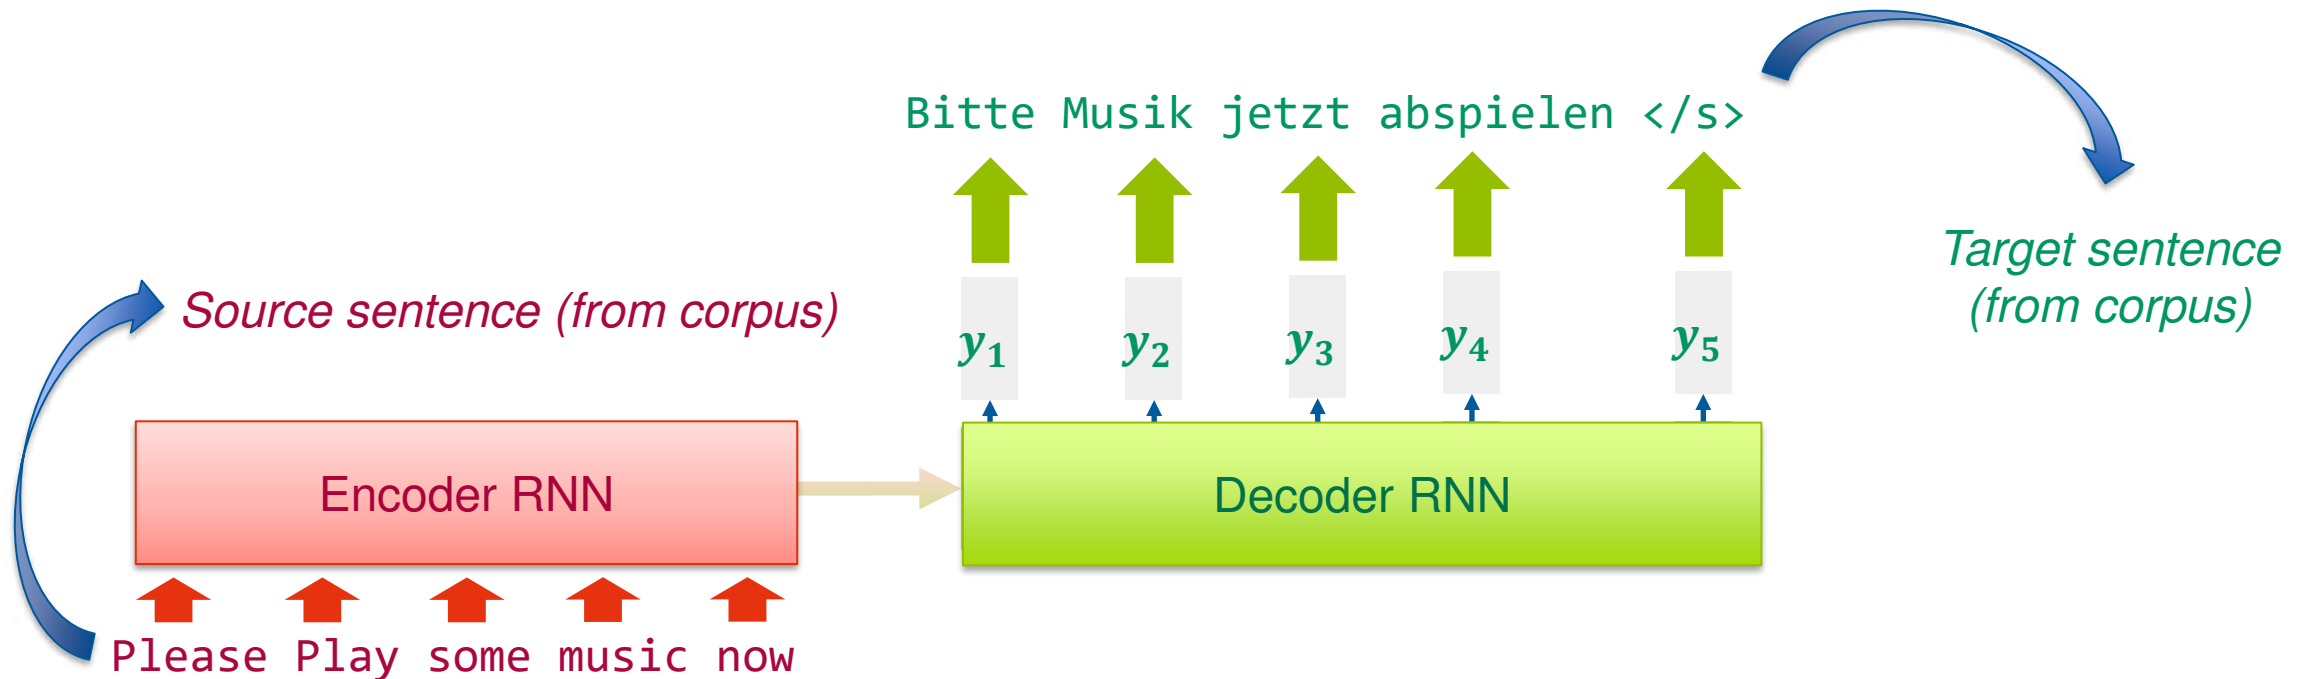 Bitte Musik jetzt abspielen </s>
Target sentence
(from corpus)
Source sentence (from corpus)
y1 y2 y3 y4 y5
Encoder RNN
Decoder RNN
Please Play some music now